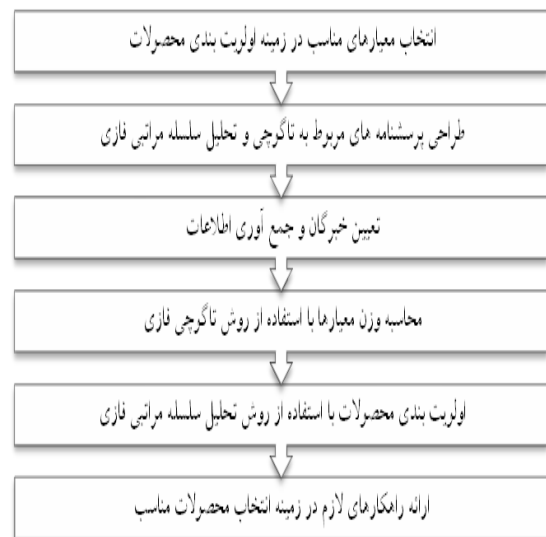 انتخاب معیارهای مناسب در زمینه اولویت بندی محصولات
طراحی پرسشنامه های مربوط به تاگرچی و تحلیل سلسله مراتبی فازی
تعیین خبرگان و جمع آوری اطلاعات
محاسبه وزن معیارها با استفاده از روش تاگرچی فازی
اولویت بندی محصولات با استفاده از روش تحلیل سلسله مراتبی فازی
ارائه راهکارهای لازم در زمینه انتخاب محصولات مناسب